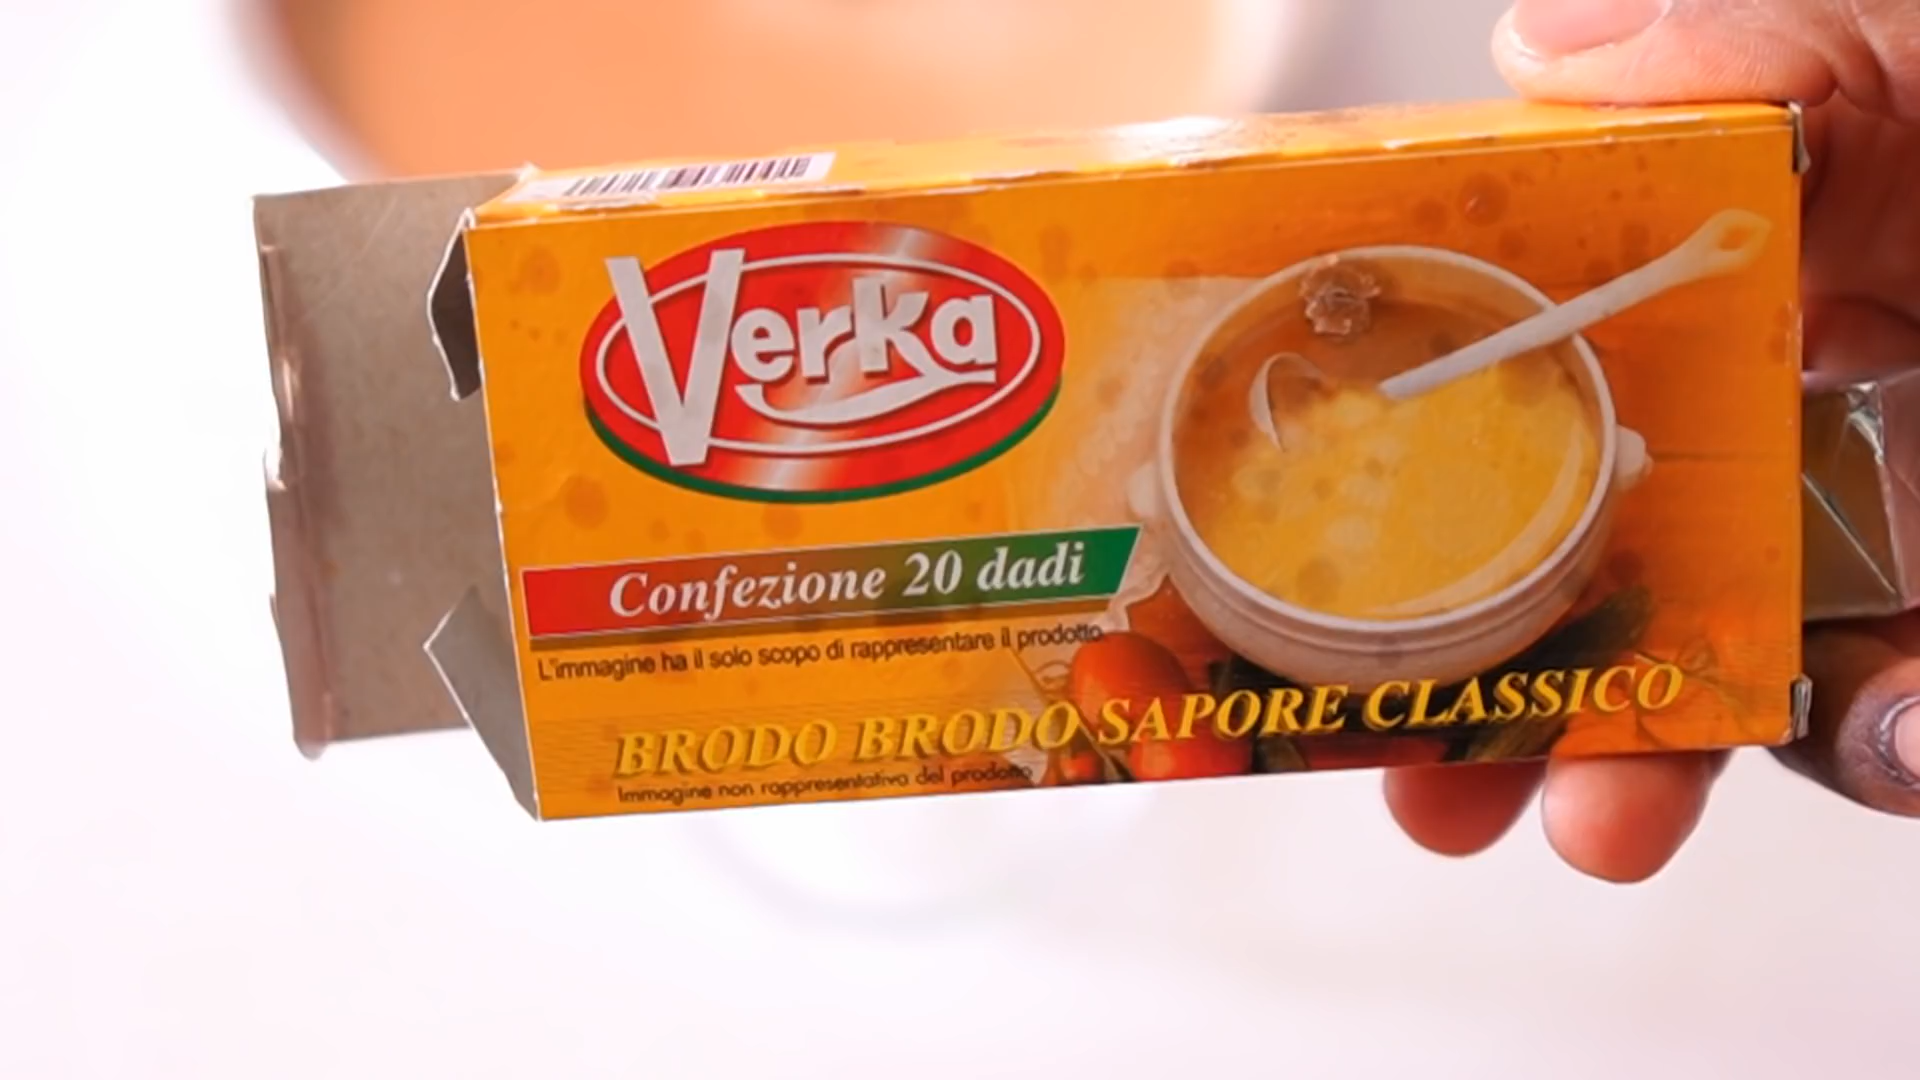 Verka
Confezione 20 dadi
L'immagine ha il solo scopo di rappresentare il prodotto
BRODO BRODO SAPORE CLASSICO
Immagine non rappresentativa del prodotto